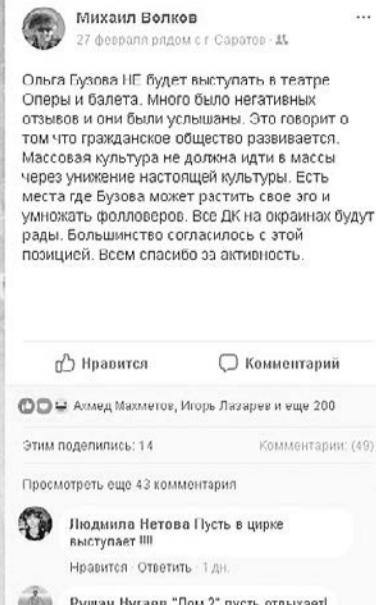 Михаил Волков
27 февраля рядом с г Саратов
Ольга Бузова НЕ будет выступать в театре
Оперы и балета. Много было негативных
отзывов и они были услышаны. Это говорит о
том что гражданское общество развивается.
Массовая культура не должна идти в массы
через унижение настоящей культуры. Есть
места где Бузова может растить свое эго и
умножать фолловеров. Все ДК на окраинах будут
рады. Большинство согласилось с этой
позицией. Всем спасибо за активность.
Нравится Комментарий
Ахмед Махметов, Игорь Лазарев и еще 200
Этим поделились: 14 Комментарии: (49)
Просмотреть еще 43 комментария
Людмила Нетова Пусть в цирке
выступает !!!!
Нравится · Ответить · 1 дн.
Рушан Нугаев "Дом 2" пусть отдыхает!